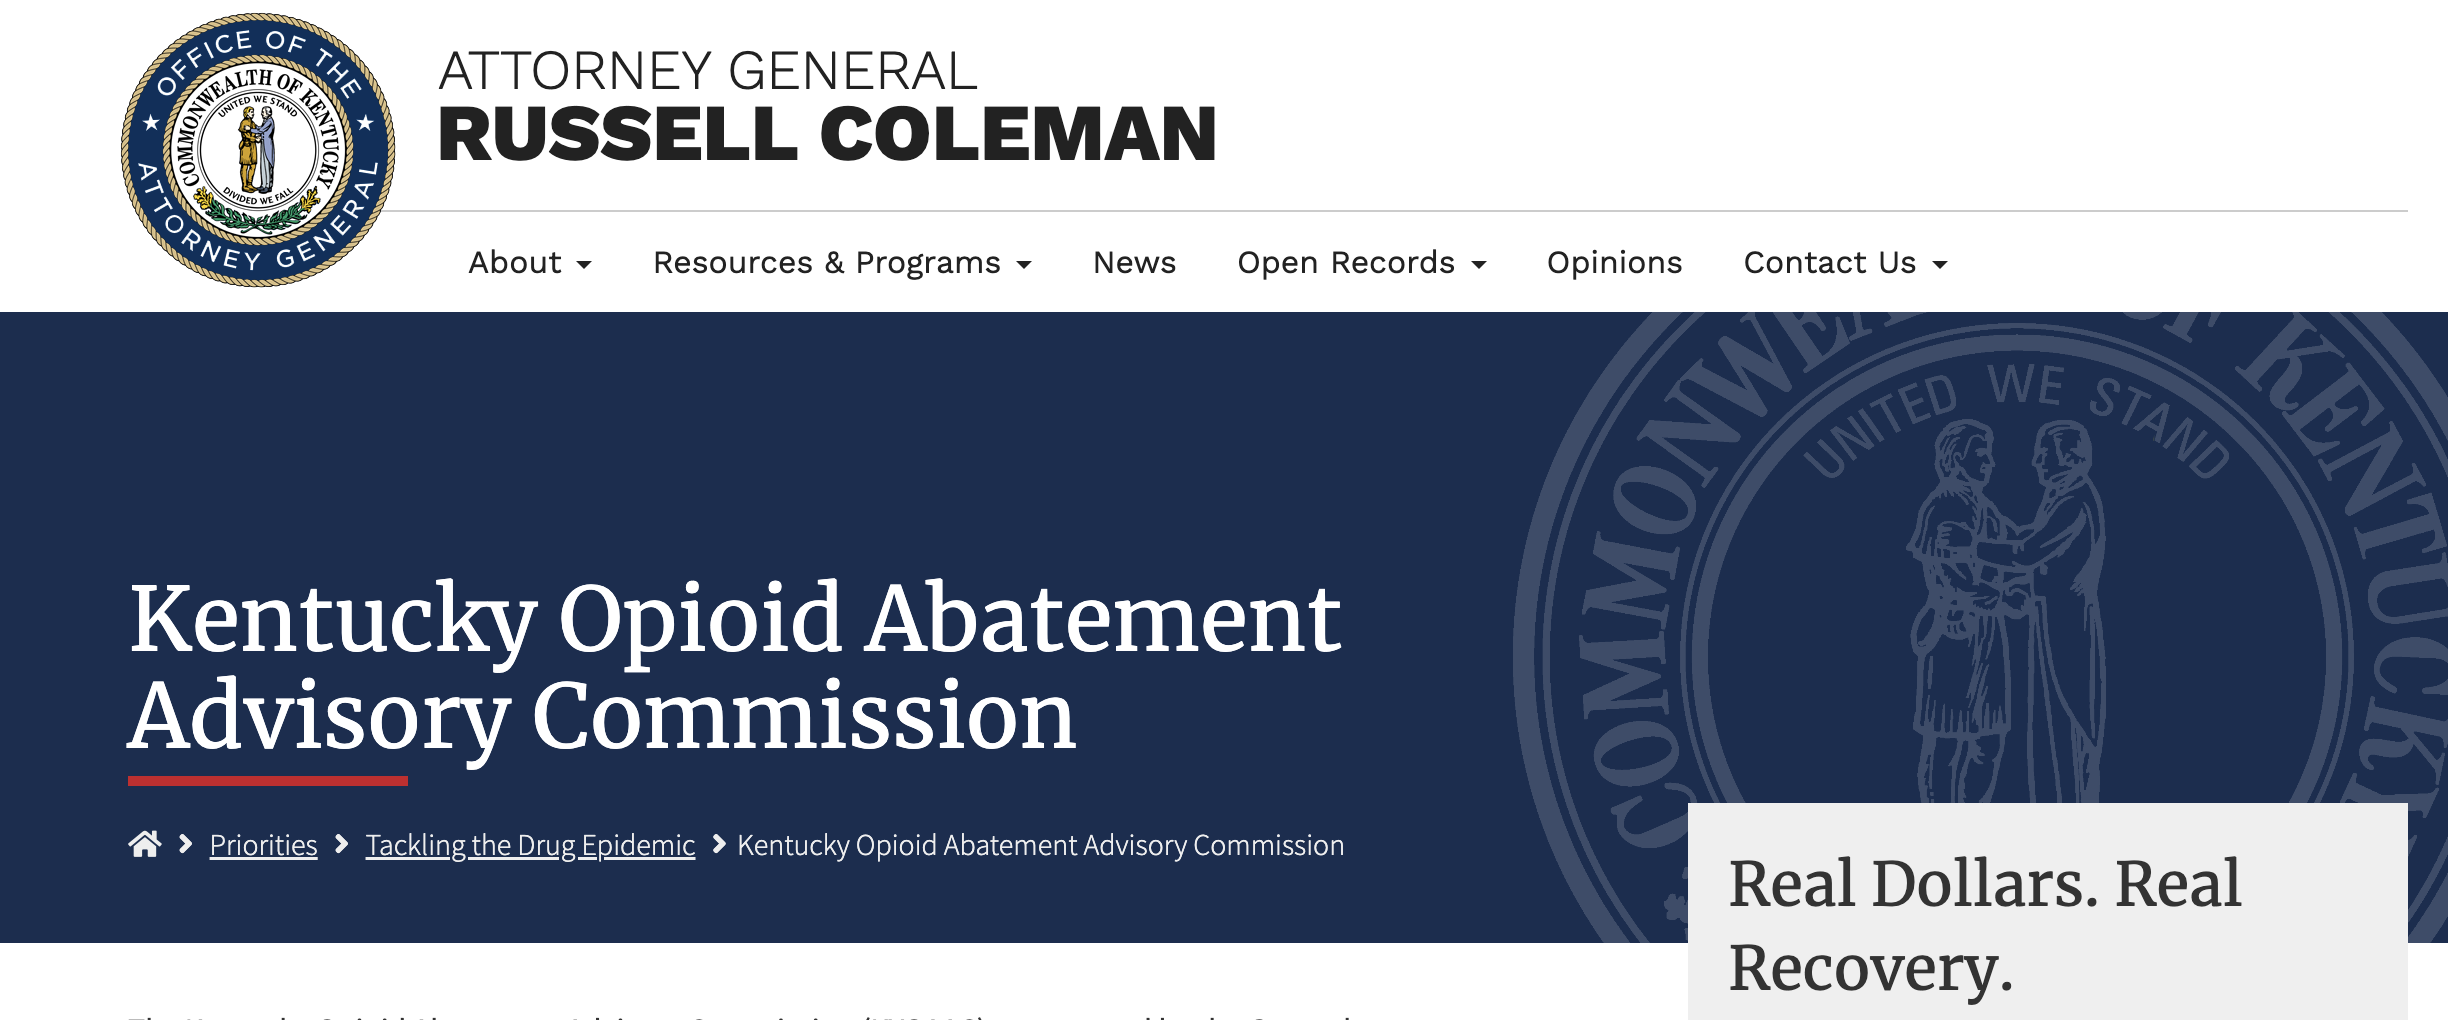 OFFICE OF THE
ATTORNEY GENERAL
COMMONWEALTH OF KENTUCKY
UNITED WE STAND
DIVIDED WE FALL
ATTORNEY GENERAL
RUSSELL COLEMAN
About
Resources & Programs
News
Open Records
Opinions
Contact Us
COMMONWEALTH OF KENTUCKY
UNITED WE STAND
Kentucky Opioid Abatement
Advisory Commission
Priorities
Tackling the Drug Epidemic
Kentucky Opioid Abatement Advisory Commission
Real Dollars. Real
Recovery.